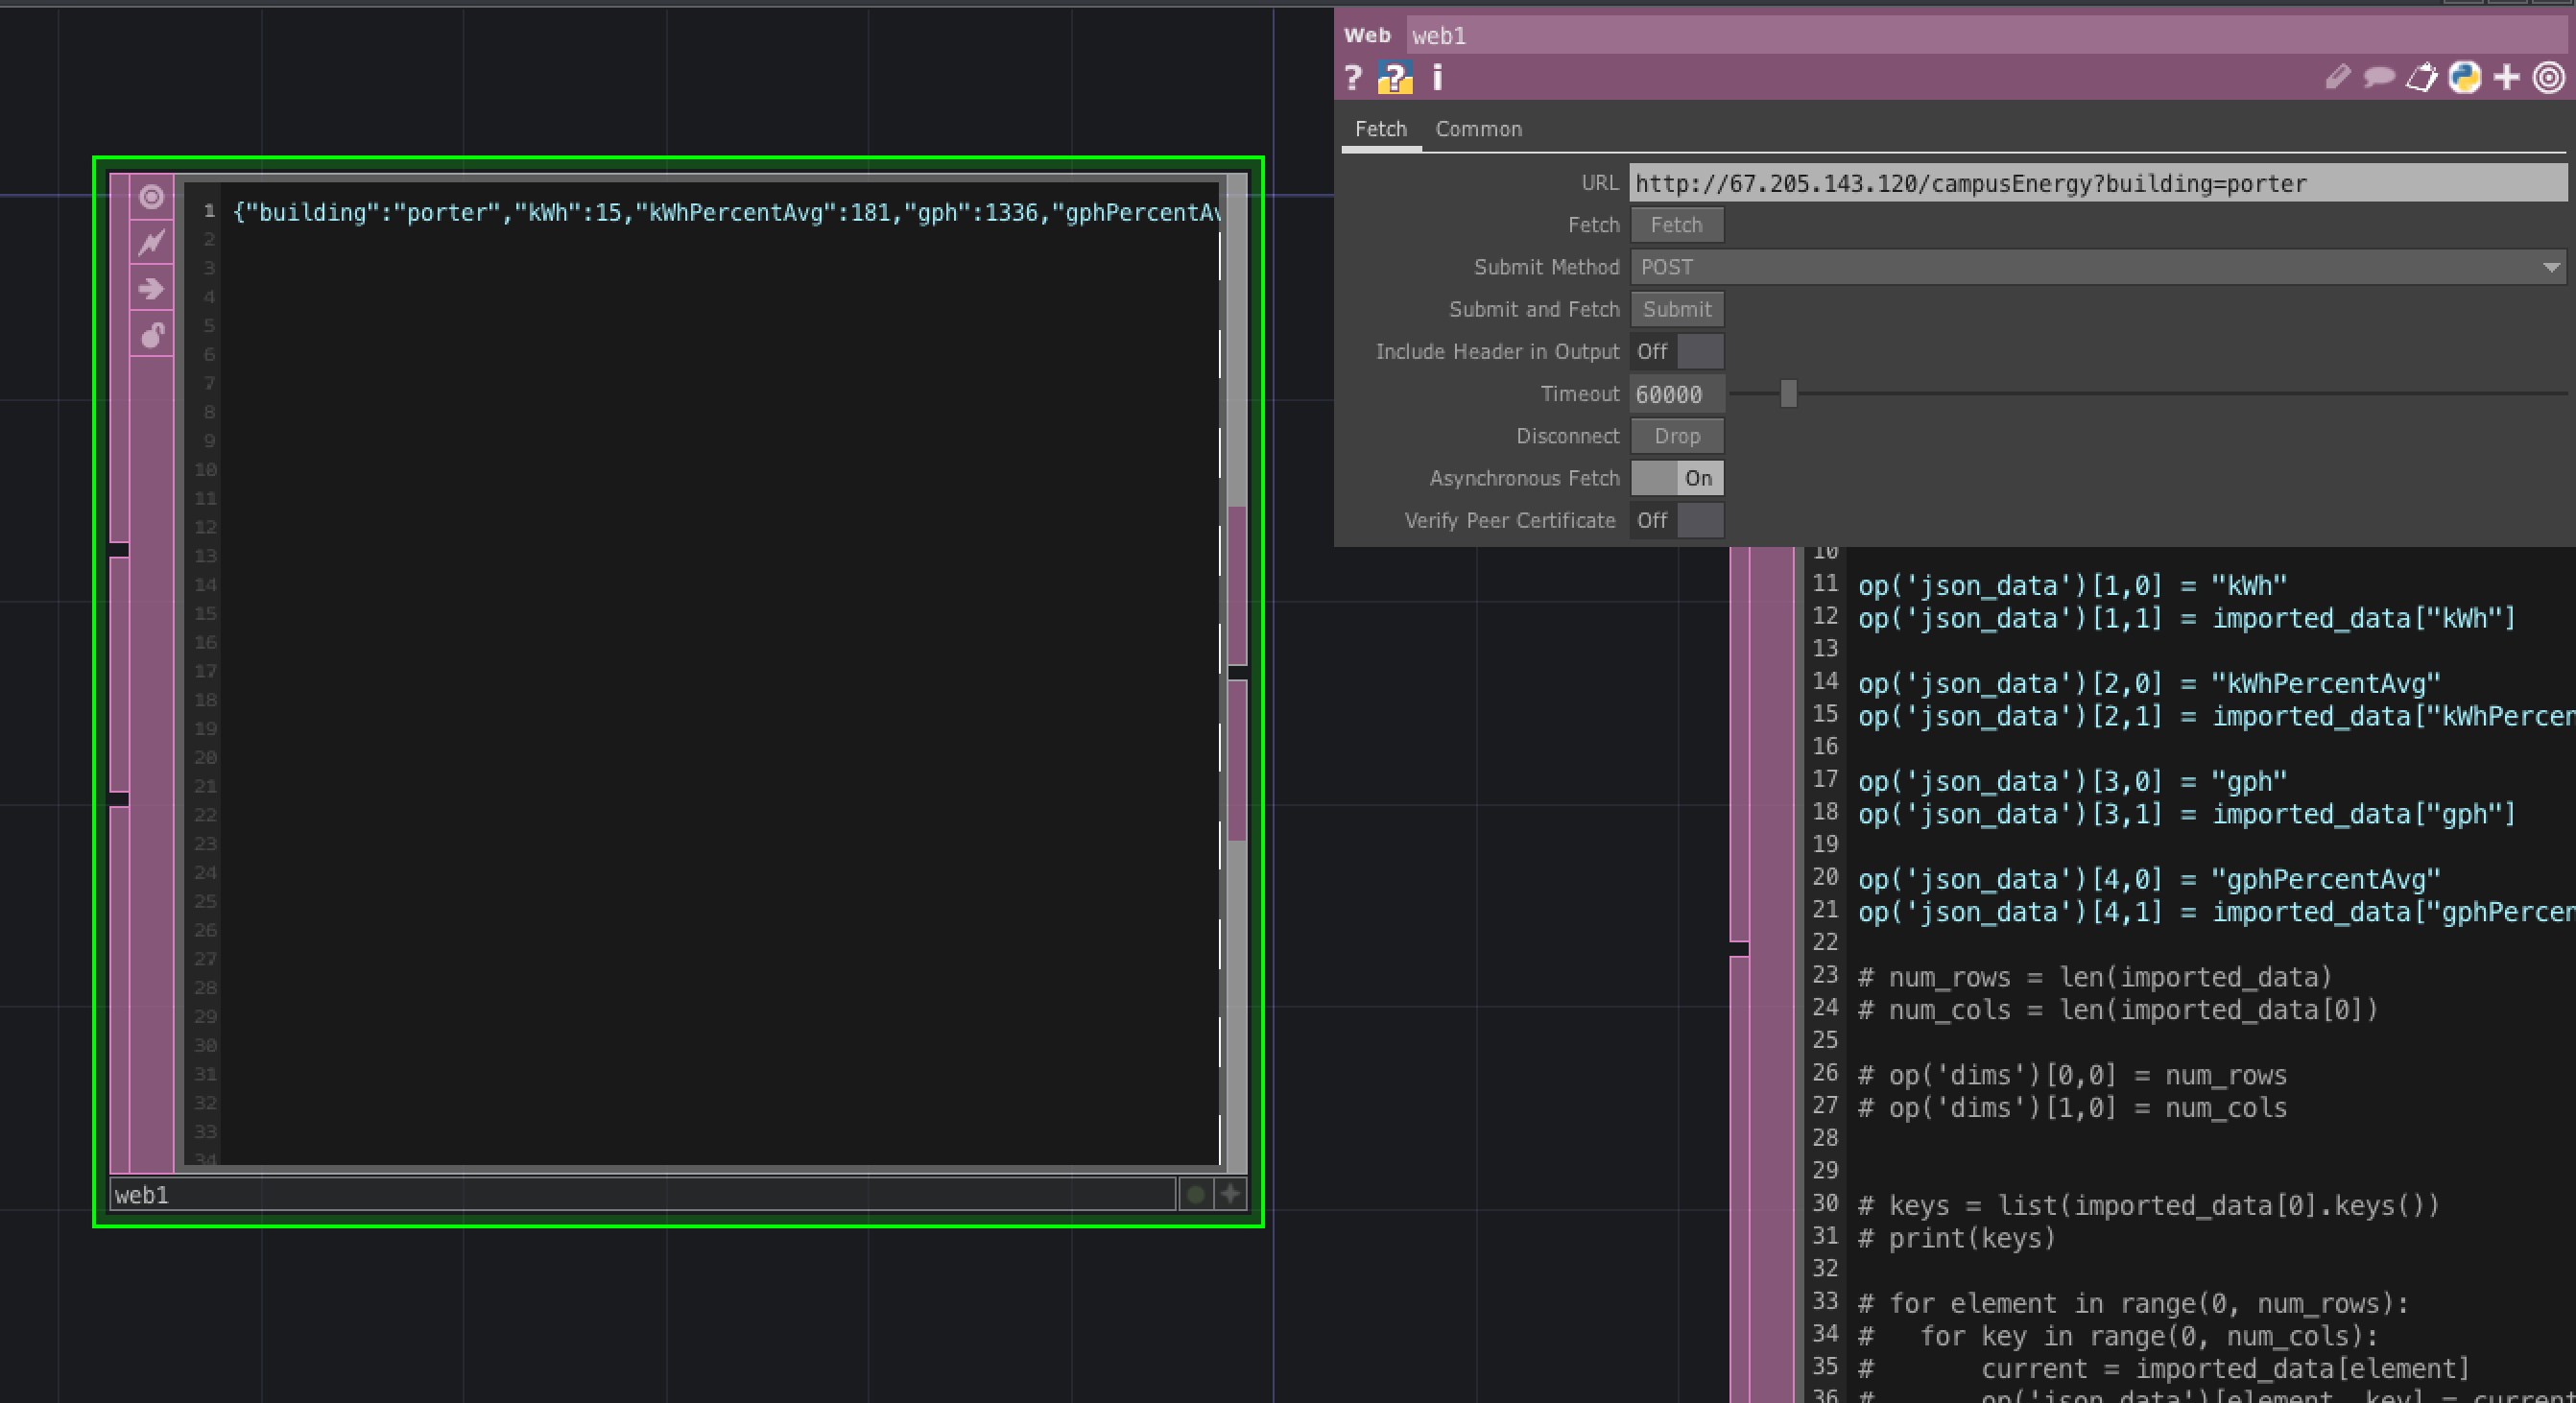 Web web1
? ? i
Fetch Common
URL http://67.205.143.120/campusEnergy?building=porter
Fetch Fetch
Submit Method POST
Submit and Fetch Submit
Include Header in Output Off
Timeout 60000
Disconnect Drop
Asynchronous Fetch On
Verify Peer Certificate Off
1 {"building":"porter","kWh":15,"kWhPercentAvg":181,"gph":1336,"gphPercentAv
2
3
4
5
6
7
8
9
10
11
12
13
14
15
16
17
18
19
20
21
22
23
24
25
26
27
28
29
30
31
32
33
34
web1
10
11 op('json_data')[1,0] = "kWh"
12 op('json_data')[1,1] = imported_data["kWh"]
13
14 op('json_data')[2,0] = "kWhPercentAvg"
15 op('json_data')[2,1] = imported_data["kWhPercen
16
17 op('json_data')[3,0] = "gph"
18 op('json_data')[3,1] = imported_data["gph"]
19
20 op('json_data')[4,0] = "gphPercentAvg"
21 op('json_data')[4,1] = imported_data["gphPercen
22
23 # num_rows = len(imported_data)
24 # num_cols = len(imported_data[0])
25
26 # op('dims')[0,0] = num_rows
27 # op('dims')[1,0] = num_cols
28
29
30 # keys = list(imported_data[0].keys())
31 # print(keys)
32
33 # for element in range(0, num_rows):
34 #   for key in range(0, num_cols):
35 #       current = imported_data[element]
36 #       op('json_data')[element, key] = current